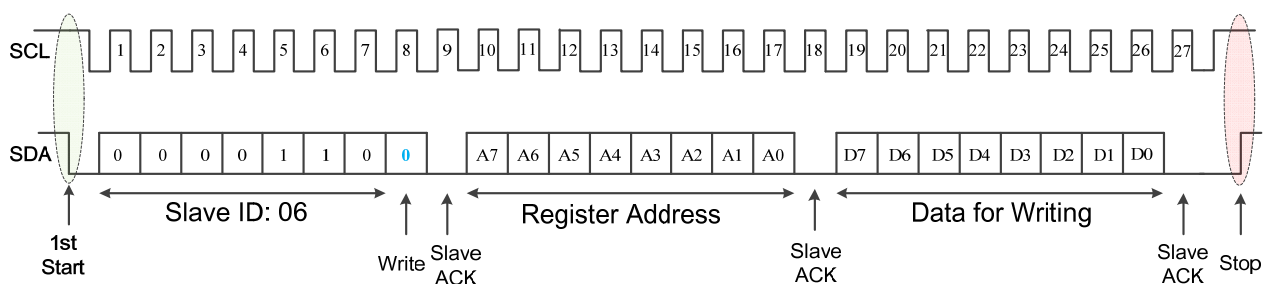 SCL 1 2 3 4 5 6 7 8 9 10 11 12 13 14 15 16 17 18 19 20 21 22 23 24 25 26 27
SDA 0 0 0 0 1 1 0 0 A7 A6 A5 A4 A3 A2 A1 A0 D7 D6 D5 D4 D3 D2 D1 D0
Slave ID: 06 Register Address Data for Writing
1st
Start
Write
Slave
ACK
Slave
ACK
Slave
ACK
Stop